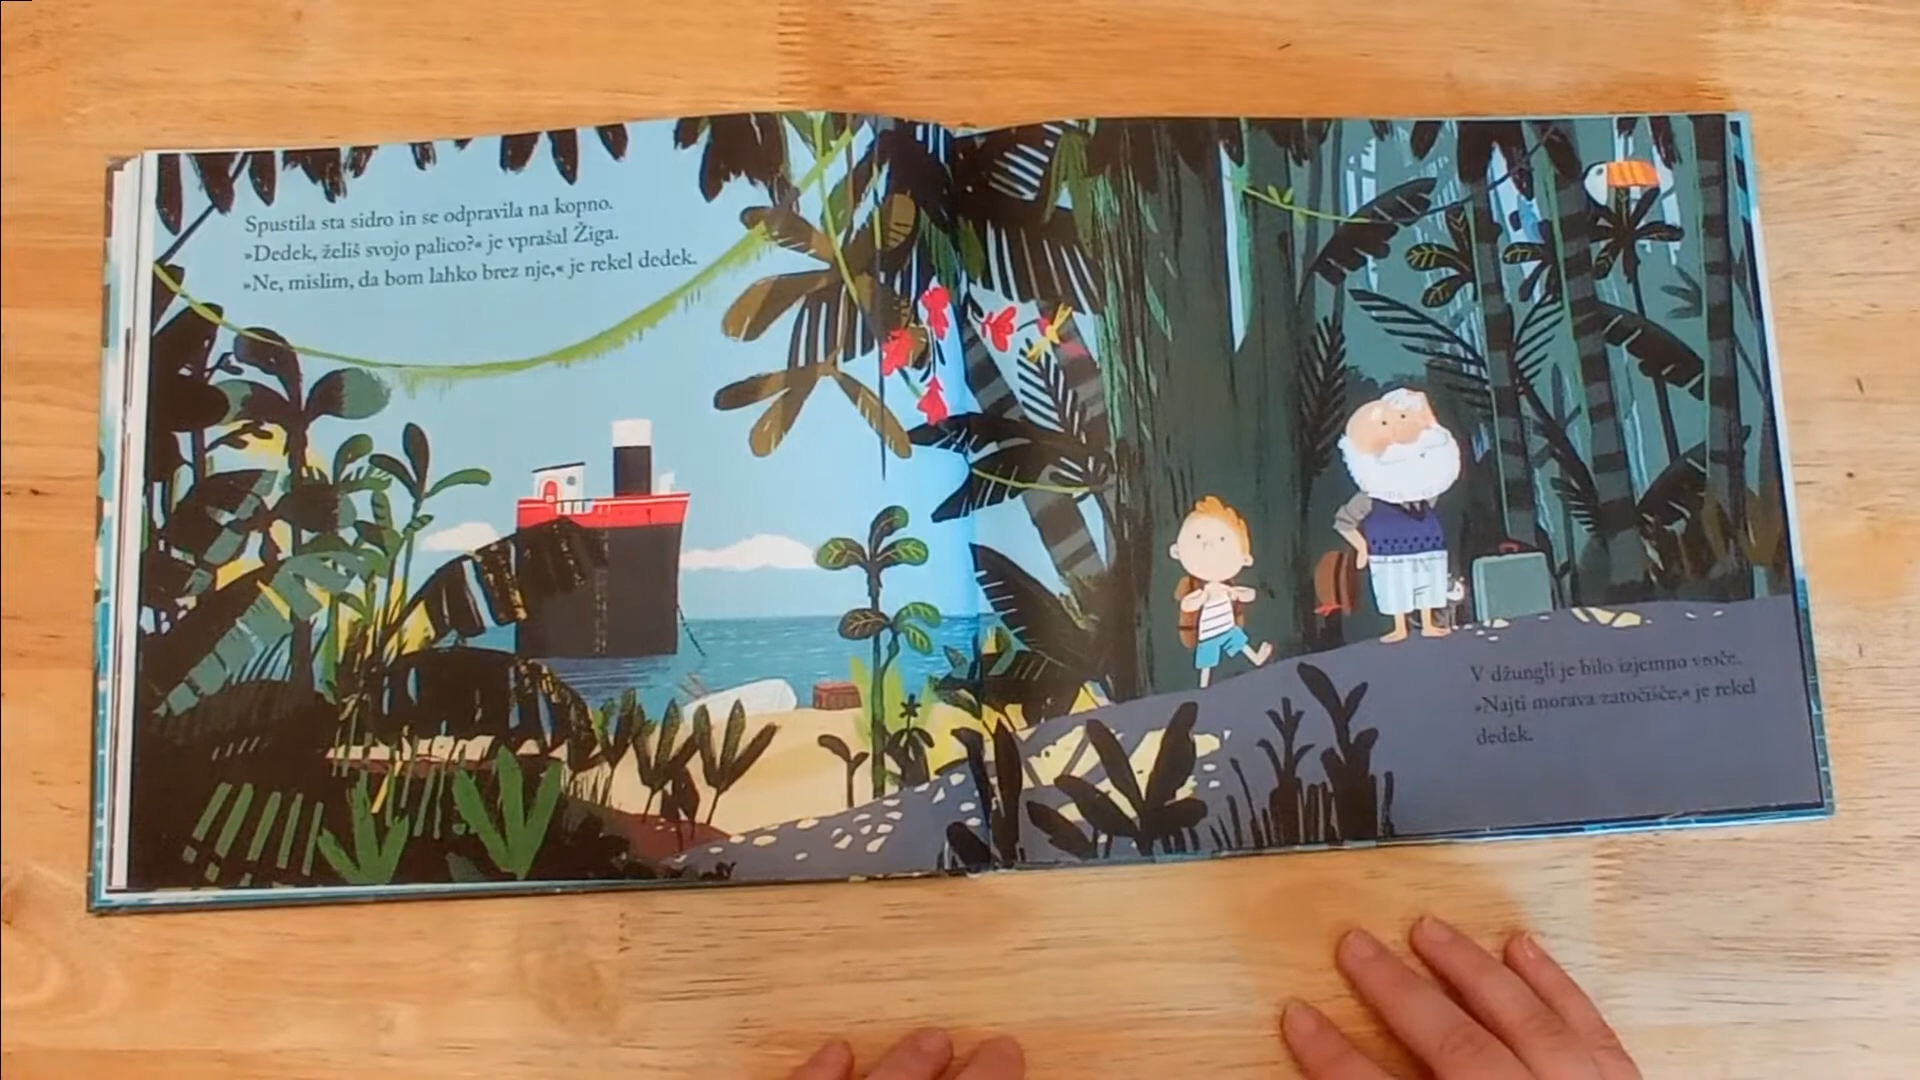 Spustila sta sidro in se odpravila na kopno.
»Dedek, želiš svojo palico?« je vprašal Žiga.
»Ne, mislim, da bom lahko brez nje,« je rekel dedek.
V džungli je bilo izjemno vroče.
»Najti morava zatočišče,« je rekel
dedek.